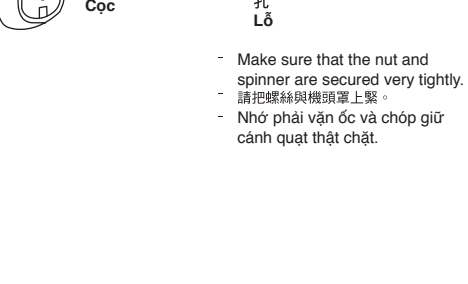 Cọc
孔
Lỗ
- Make sure that the nut and
spinner are secured very tightly.
- 請把螺絲與機頭罩上緊。
- Nhớ phải vặn ốc và chóp giữ
cánh quạt thật chặt.